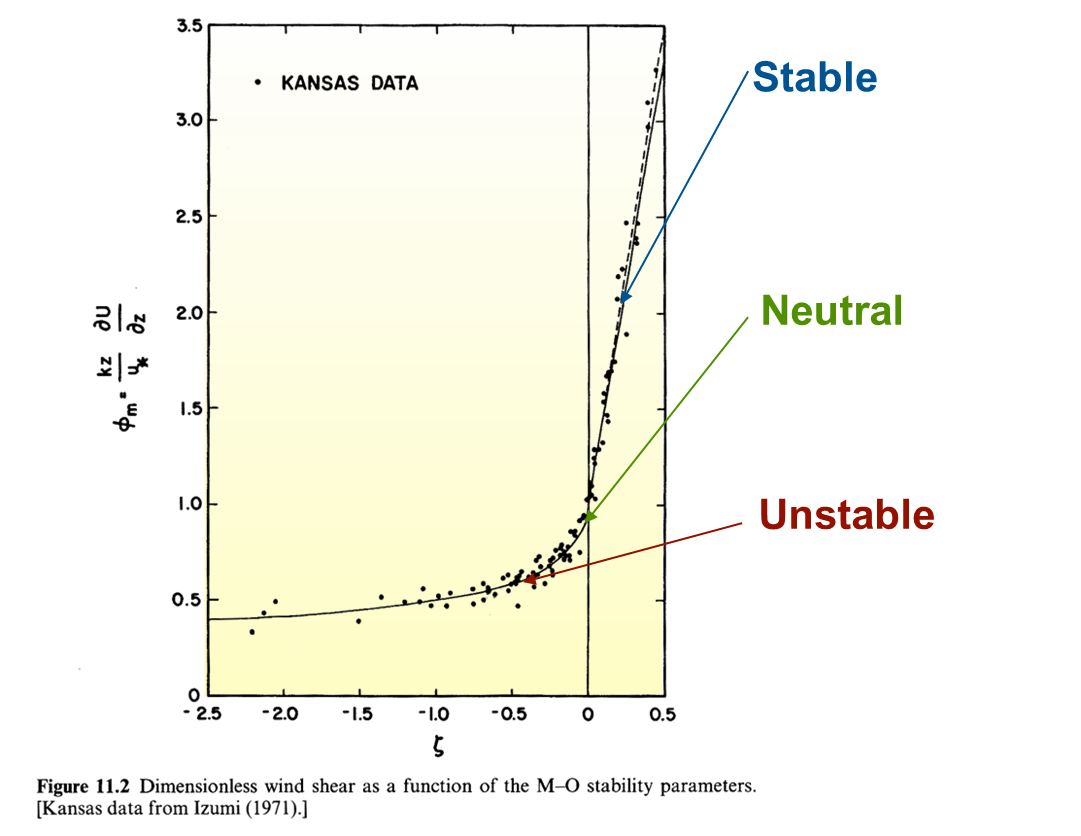 3.5
• KANSAS DATA
Stable
3.0
2.5
Neutral
2.0
ϕm = kz/u* ∂U/∂z
1.5
Unstable
1.0
0.5
0
-2.5 -2.0 -1.5 -1.0 -0.5 0 0.5
ζ
Figure 11.2 Dimensionless wind shear as a function of the M–O stability parameters.
[Kansas data from Izumi (1971).]